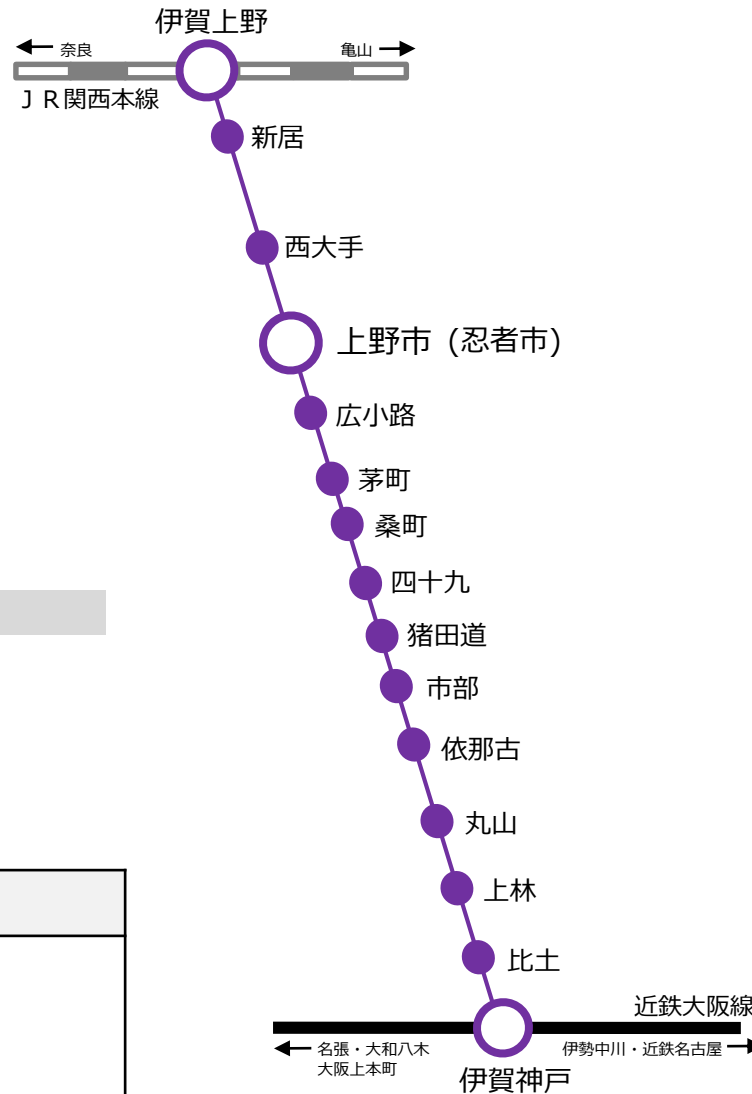 伊賀上野
奈良
亀山
ＪＲ関西本線
新居
西大手
上野市 (忍者市)
広小路
茅町
桑町
四十九
猪田道
市部
依那古
丸山
上林
比土
近鉄大阪線
名張・大和八木
大阪上本町
伊勢中川・近鉄名古屋
伊賀神戸